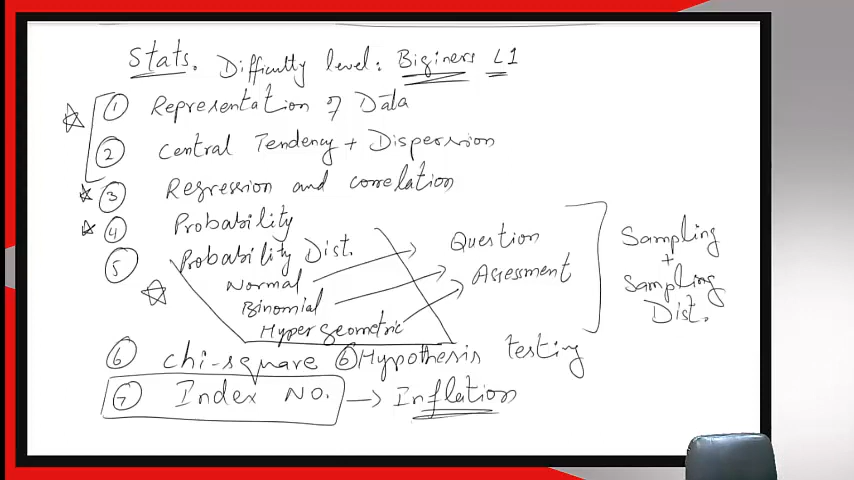 Stats. Difficulty level: Biginers L1
① Representation of Data
② Central Tendency + Dispersion
③ Regression and correlation
④ Probability
⑤ Probability Dist.
Normal
Binomial
Hyper Geometric
Question
Assessment
Sampling
+
Sampling
Dist.
⑥ Chi-square ⑥ Hypothesis testing
⑦ Index NO. → Inflation